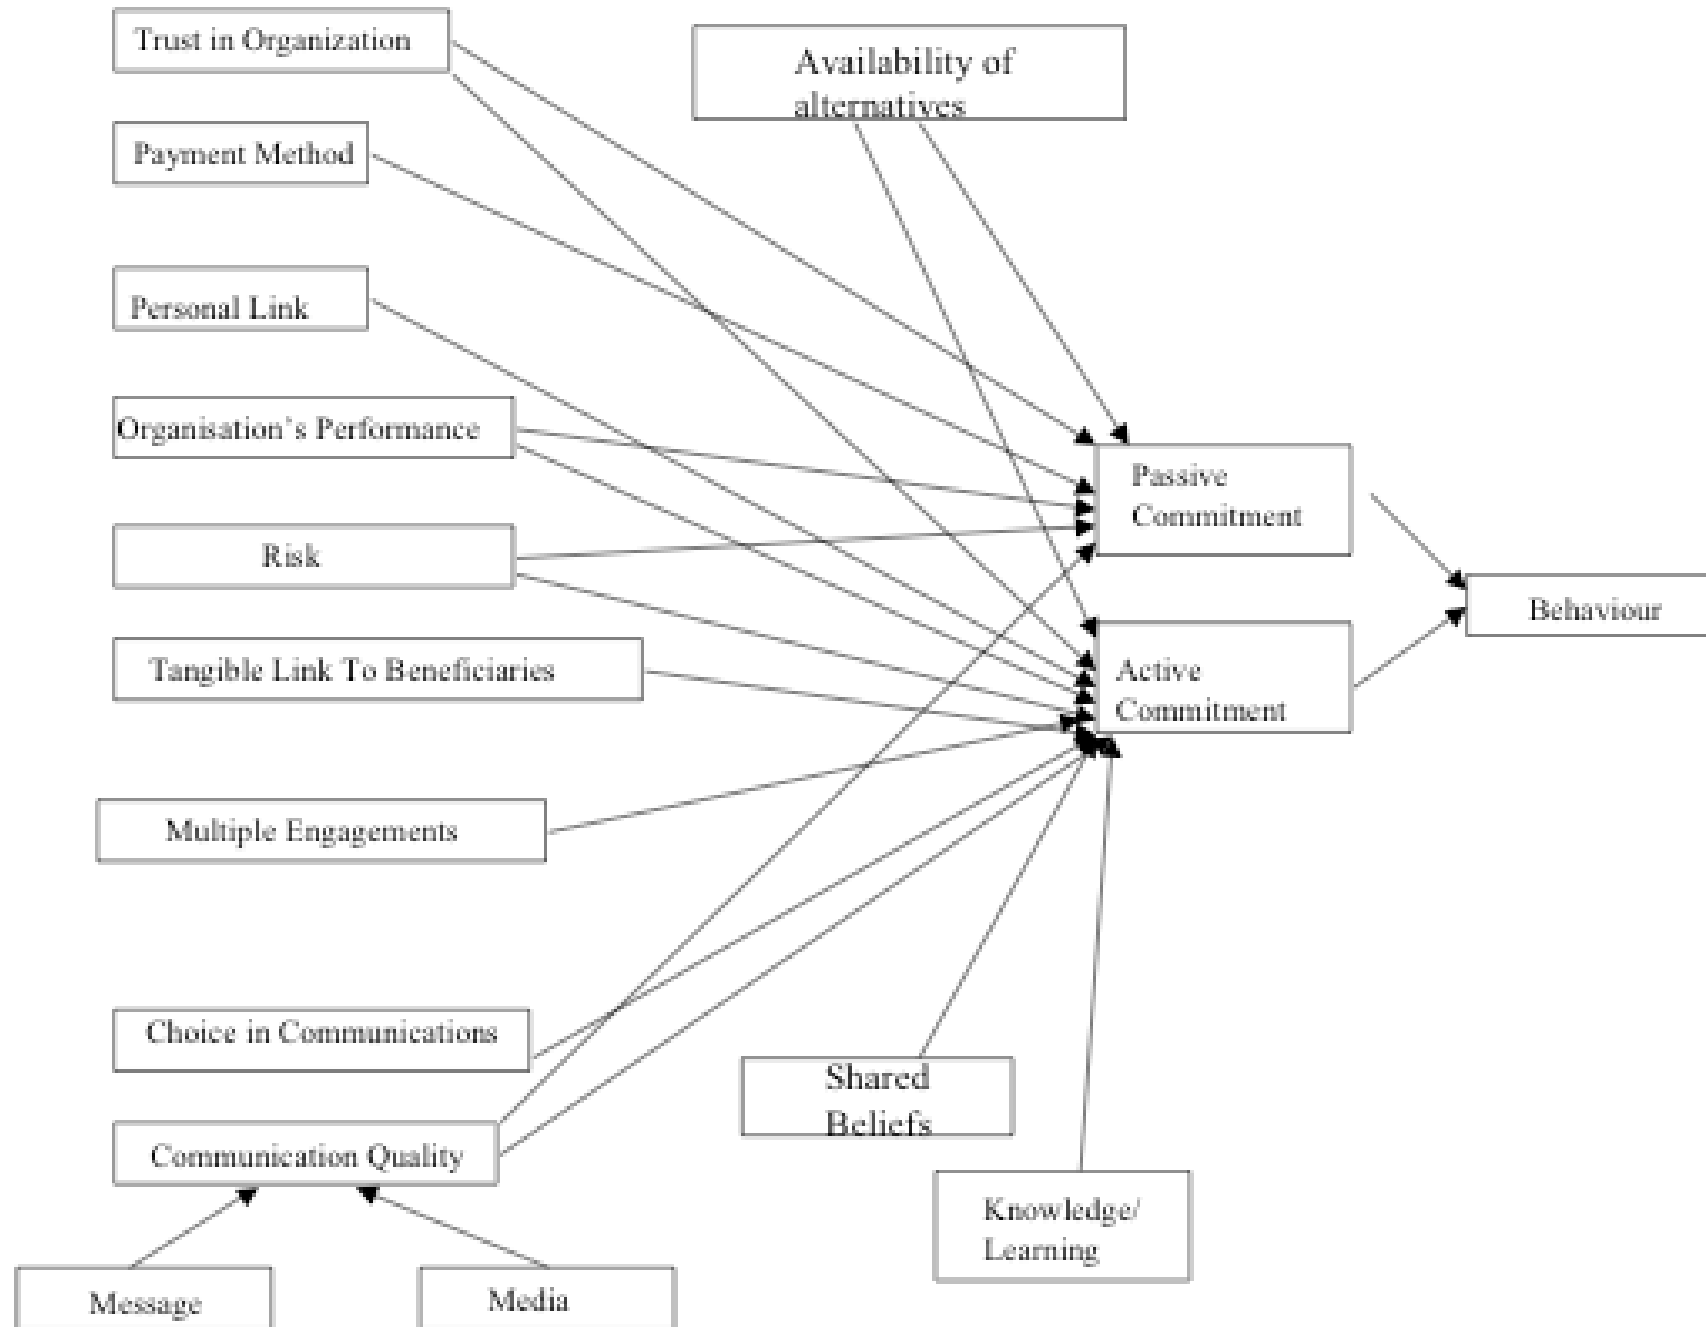 Trust in Organization
Availability of
alternatives
Payment Method
Personal Link
Organisation's Performance
Passive
Commitment
Risk
Behaviour
Tangible Link To Beneficiaries
Active
Commitment
Multiple Engagements
Choice in Communications
Shared
Beliefs
Communication Quality
Knowledge/
Learning
Message
Media